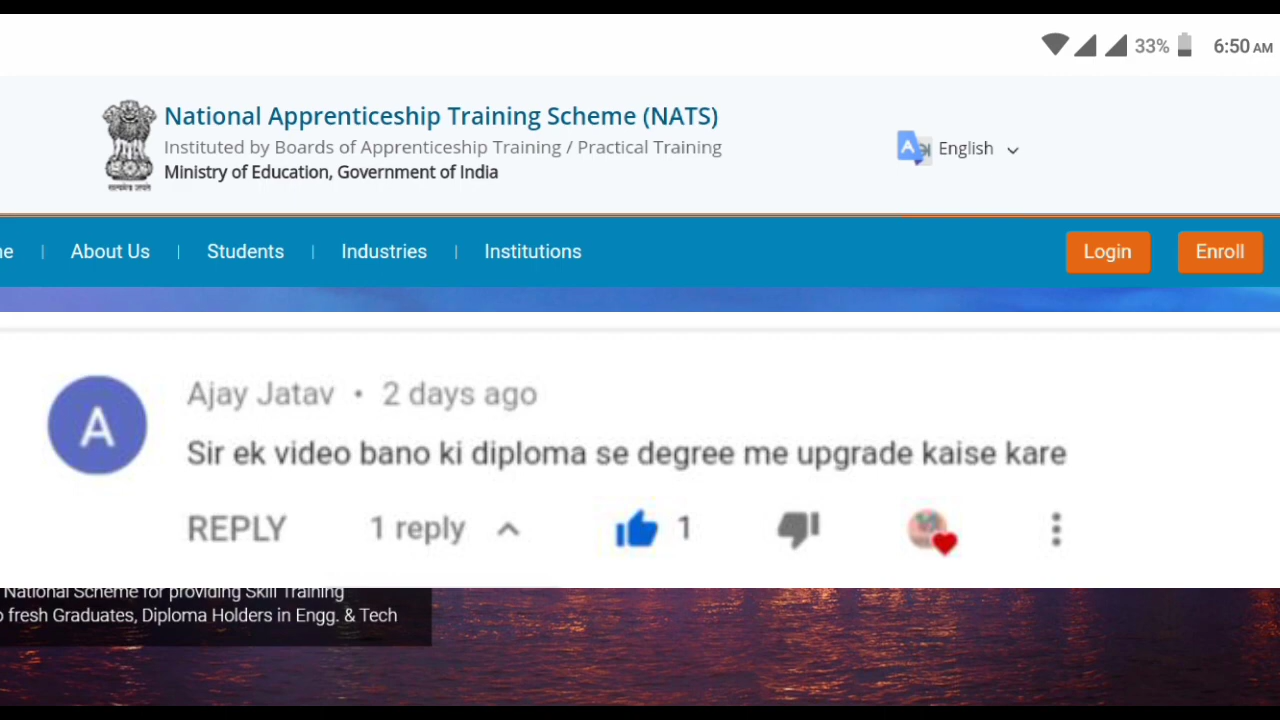 33% 6:50 AM
National Apprenticeship Training Scheme (NATS)
Instituted by Boards of Apprenticeship Training / Practical Training
Ministry of Education, Government of India
English
About Us | Students | Industries | Institutions
Login Enroll
A
Ajay Jatav • 2 days ago
Sir ek video bano ki diploma se degree me upgrade kaise kare
REPLY 1 reply 1
National Scheme for providing Skill Training
fresh Graduates, Diploma Holders in Engg. & Tech